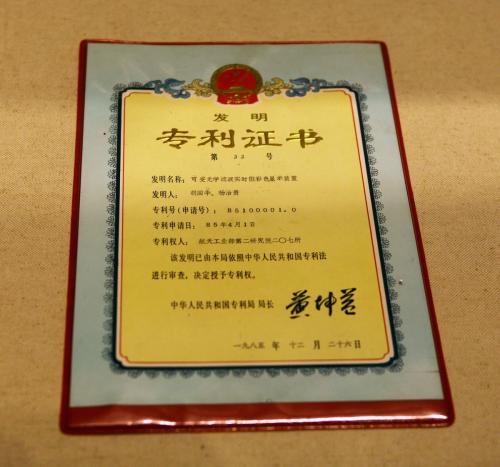 发明
专利证书
第 33 号
发明名称：可变光学滤波实时假彩色显示装置
发明人：胡国华、杨治贵
专利号(申请号)：85100001.0
专利申请日：85年4月1日
专利权人：航天工业部第二研究院二〇七所
该发明已由本局依照中华人民共和国专利法
进行审查，决定授予专利权。
中华人民共和国专利局局长 黄坤益
一九八五 年 十二 月 二十六 日